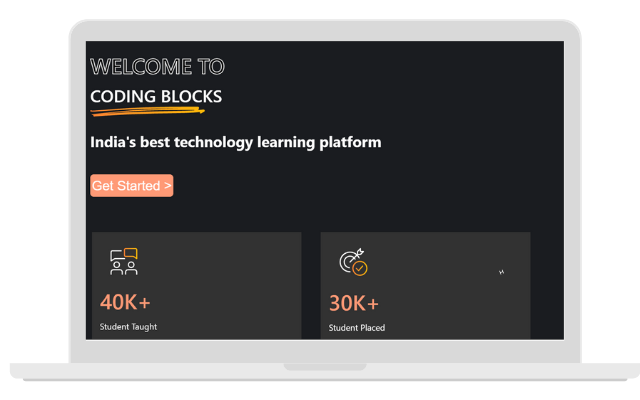 WELCOME TO
CODING BLOCKS
India's best technology learning platform
Get Started >
40K+
Student Taught
30K+
Student Placed